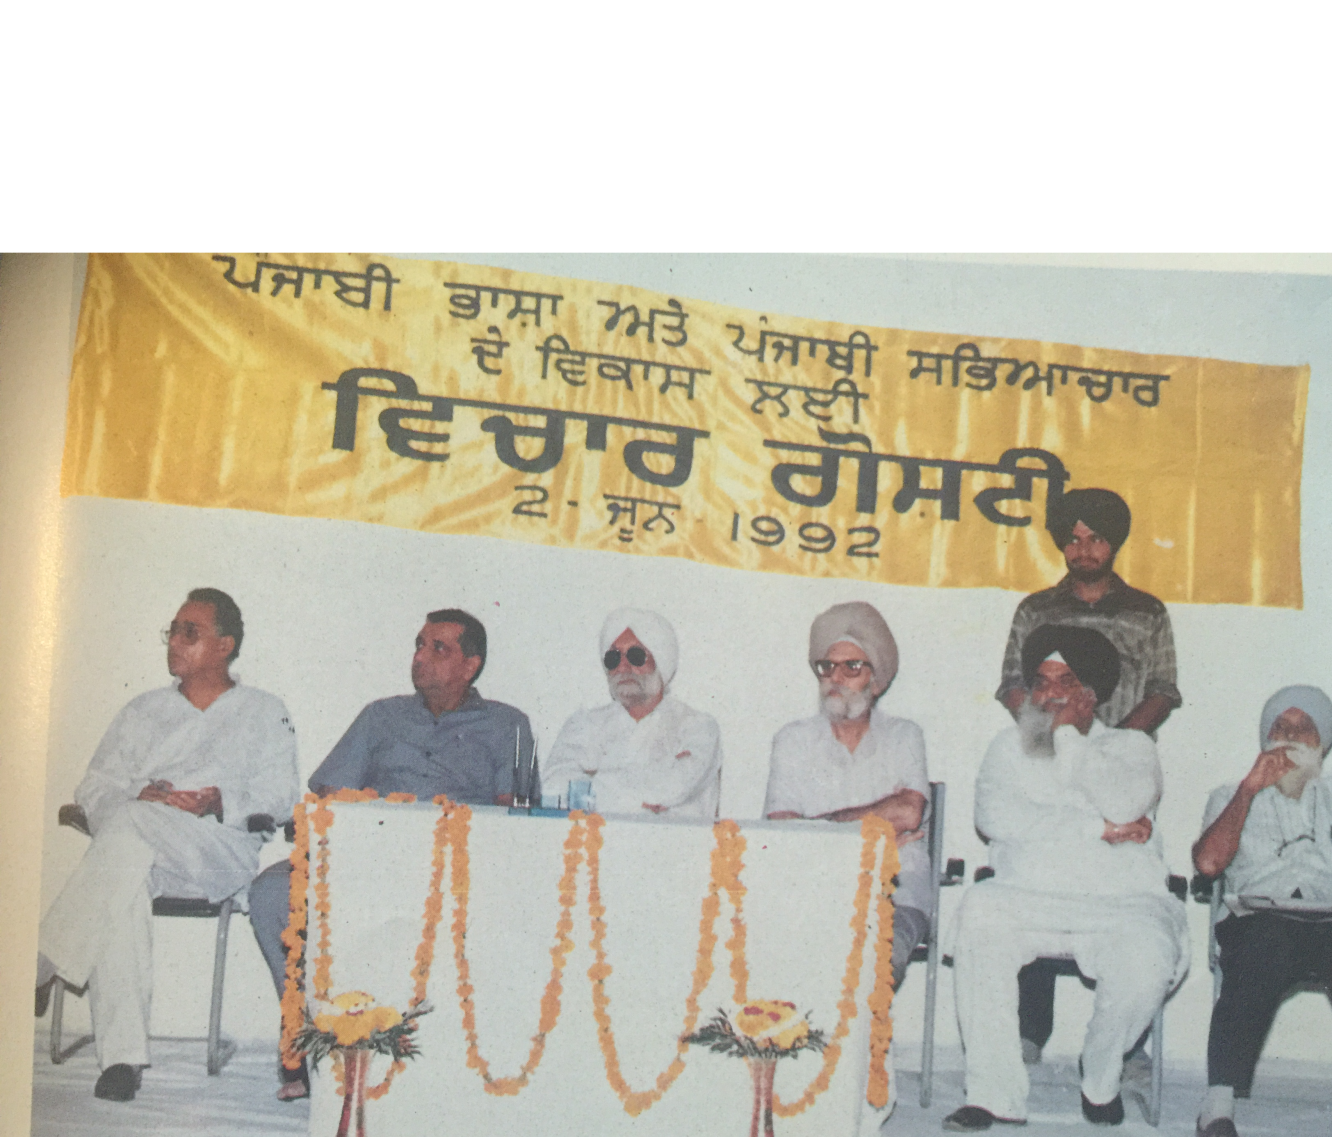 ਪੰਜਾਬੀ ਭਾਸ਼ਾ ਅਤੇ ਪੰਜਾਬੀ ਸਭਿਆਚਾਰ
ਦੇ ਵਿਕਾਸ ਲਈ
ਵਿਚਾਰ ਗੋਸ਼ਟੀ
2 - ਜੂਨ - 1992